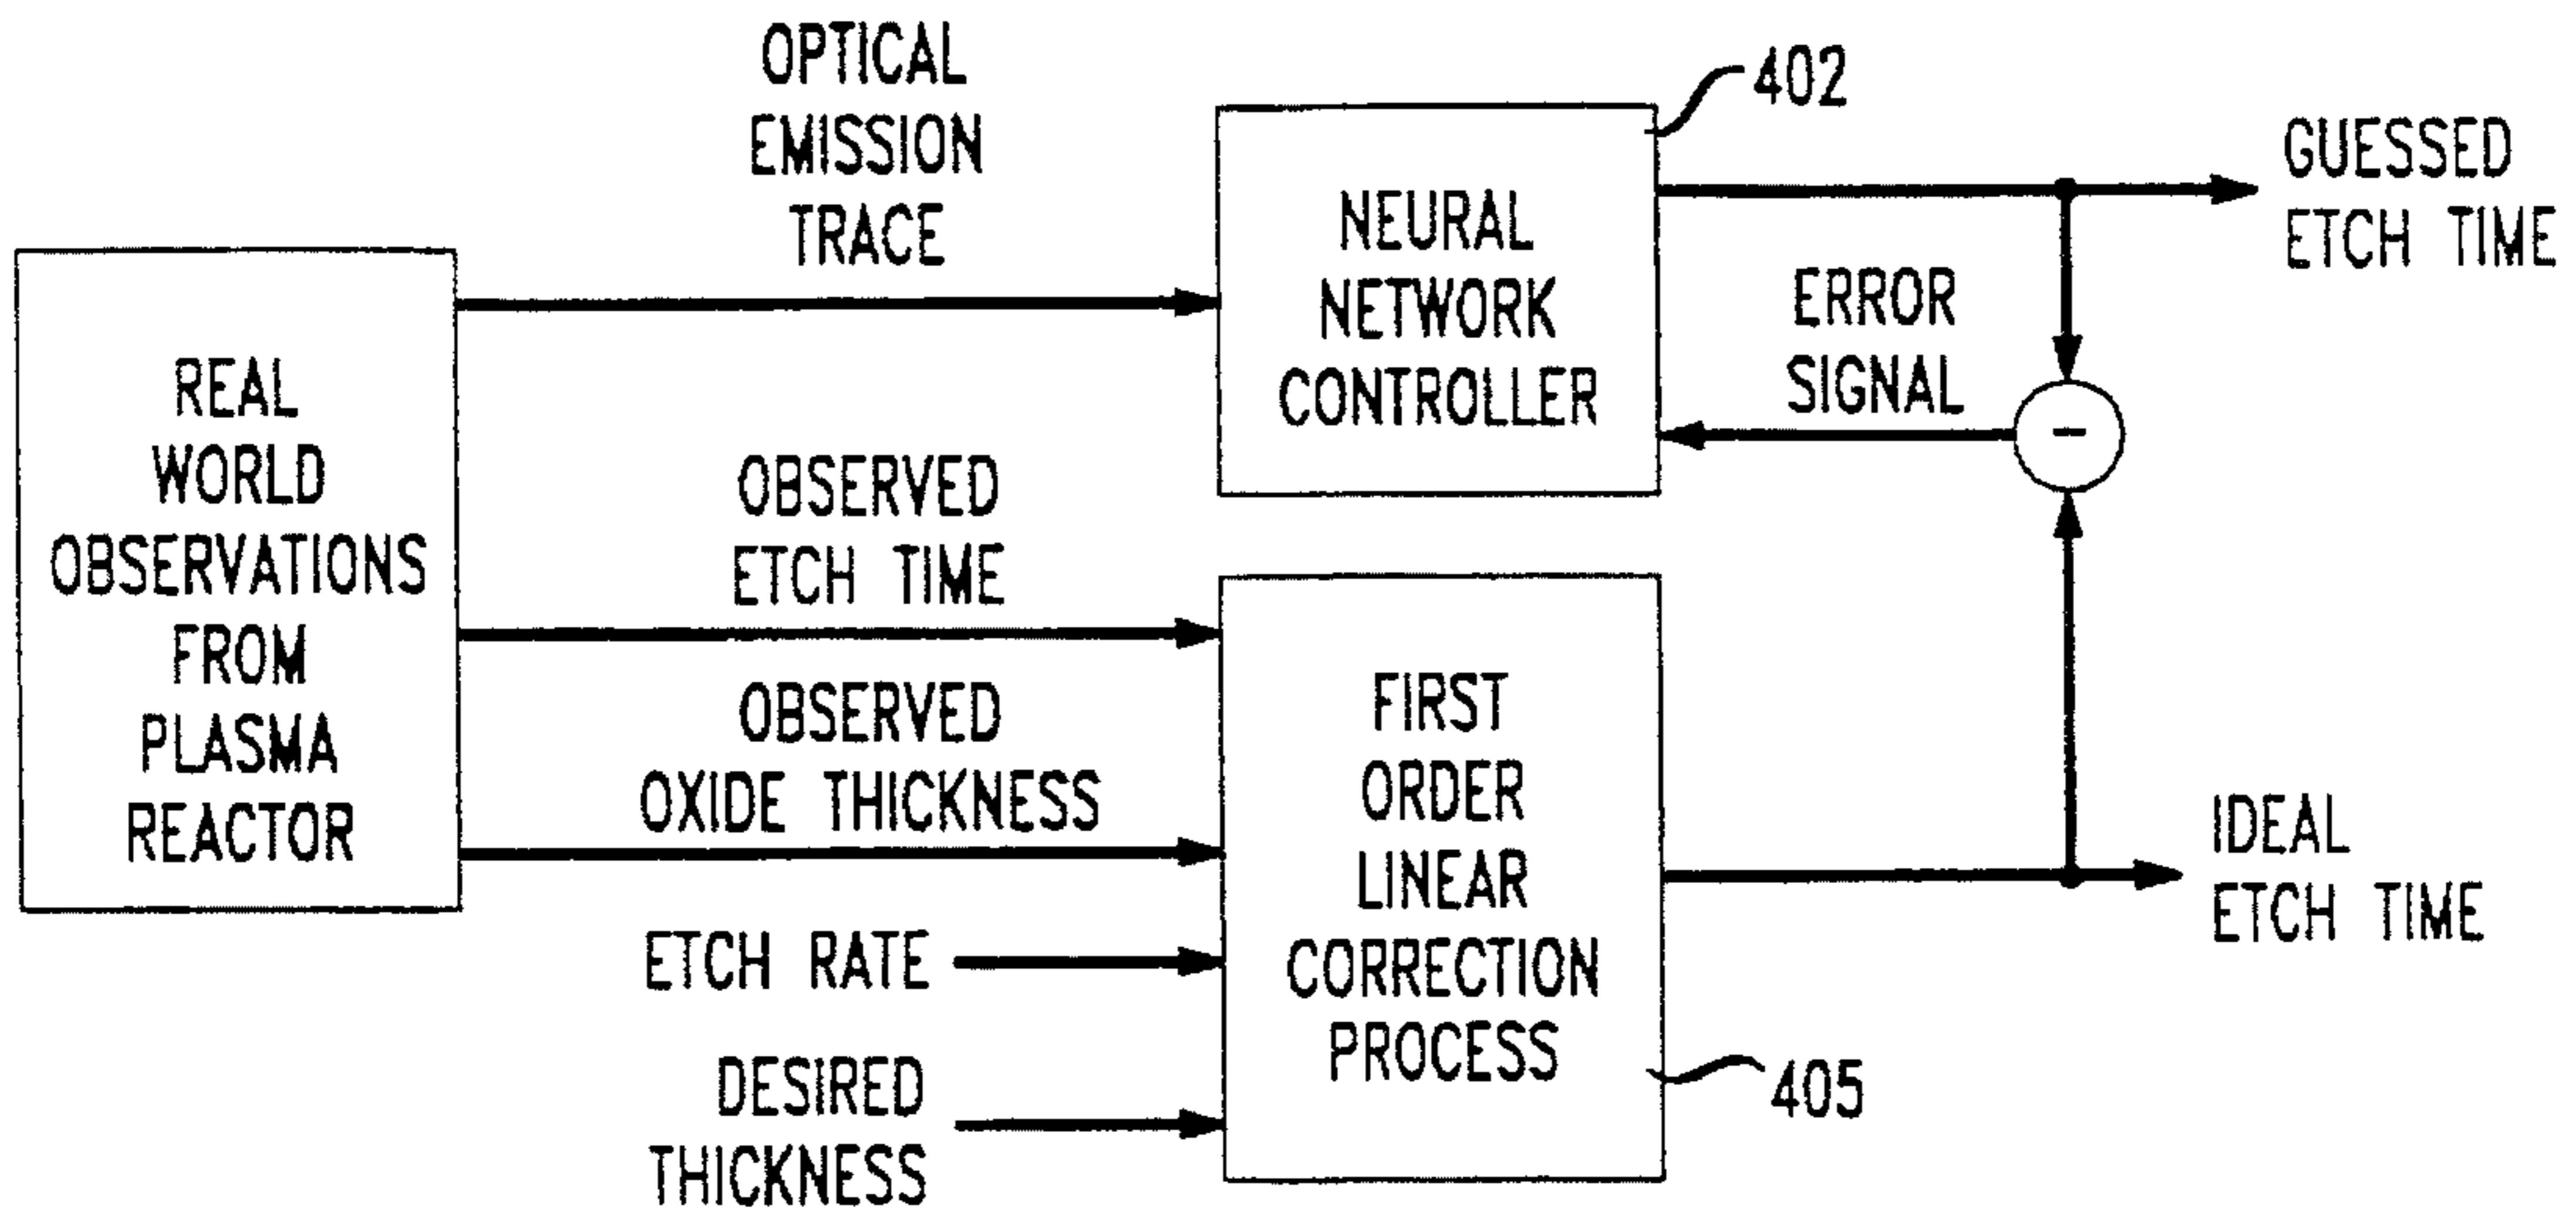 OPTICAL
EMISSION
TRACE
402
GUESSED
ETCH TIME
NEURAL
NETWORK
CONTROLLER
ERROR
SIGNAL
-
REAL
WORLD
OBSERVATIONS
FROM
PLASMA
REACTOR
OBSERVED
ETCH TIME
OBSERVED
OXIDE THICKNESS
ETCH RATE
DESIRED
THICKNESS
FIRST
ORDER
LINEAR
CORRECTION
PROCESS
405
IDEAL
ETCH TIME